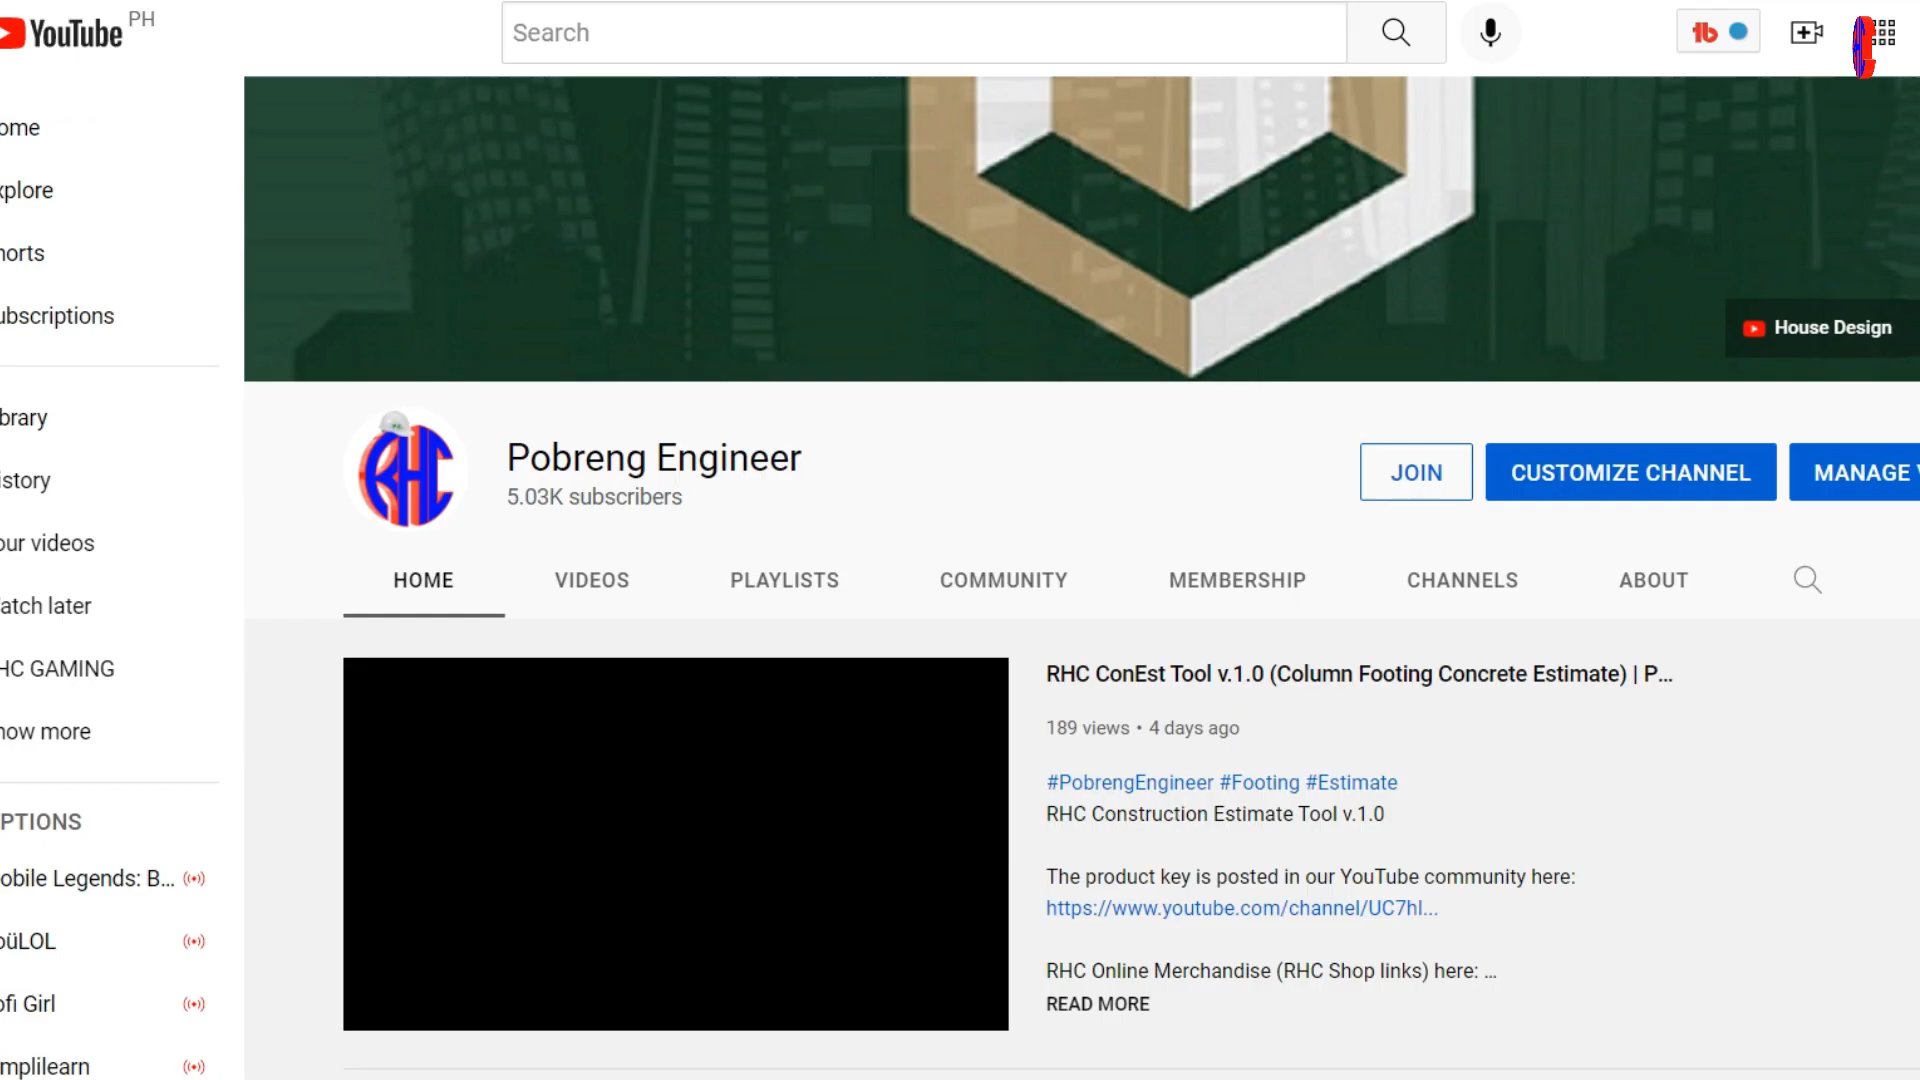 YouTube PH
Search
ome
xplore
horts
ubscriptions
brary
istory
our videos
atch later
HC GAMING
how more
PTIONS
obile Legends: B...
oüLOL
ofi Girl
mplilearn
House Design
RHC
Pobreng Engineer
5.03K subscribers
JOIN
CUSTOMIZE CHANNEL
MANAGE V
HOME VIDEOS PLAYLISTS COMMUNITY MEMBERSHIP CHANNELS ABOUT
RHC ConEst Tool v.1.0 (Column Footing Concrete Estimate) | P...
189 views • 4 days ago
#PobrengEngineer #Footing #Estimate
RHC Construction Estimate Tool v.1.0
The product key is posted in our YouTube community here:
https://www.youtube.com/channel/UC7hl...
RHC Online Merchandise (RHC Shop links) here: ...
READ MORE